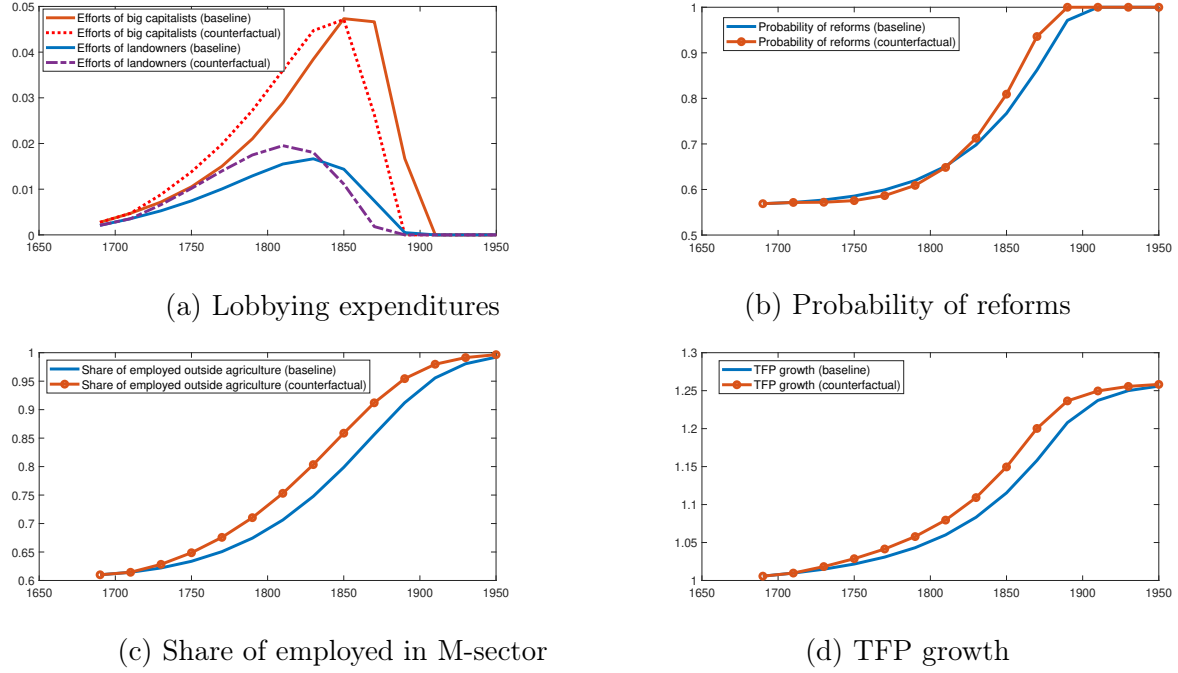 Efforts of big capitalists (baseline)
Efforts of big capitalists (counterfactual)
Efforts of landowners (baseline)
Efforts of landowners (counterfactual)
0.05
0.04
0.03
0.02
0.01
0
1650 1700 1750 1800 1850 1900 1950
(a) Lobbying expenditures
Probability of reforms (baseline)
Probability of reforms (counterfactual)
1
0.9
0.8
0.7
0.6
0.5
1650 1700 1750 1800 1850 1900 1950
(b) Probability of reforms
Share of employed outside agriculture (baseline)
Share of employed outside agriculture (counterfactual)
1
0.95
0.9
0.85
0.8
0.75
0.7
0.65
0.6
1650 1700 1750 1800 1850 1900 1950
(c) Share of employed in M-sector
TFP growth (baseline)
TFP growth (counterfactual)
1.3
1.25
1.2
1.15
1.1
1.05
1
1650 1700 1750 1800 1850 1900 1950
(d) TFP growth